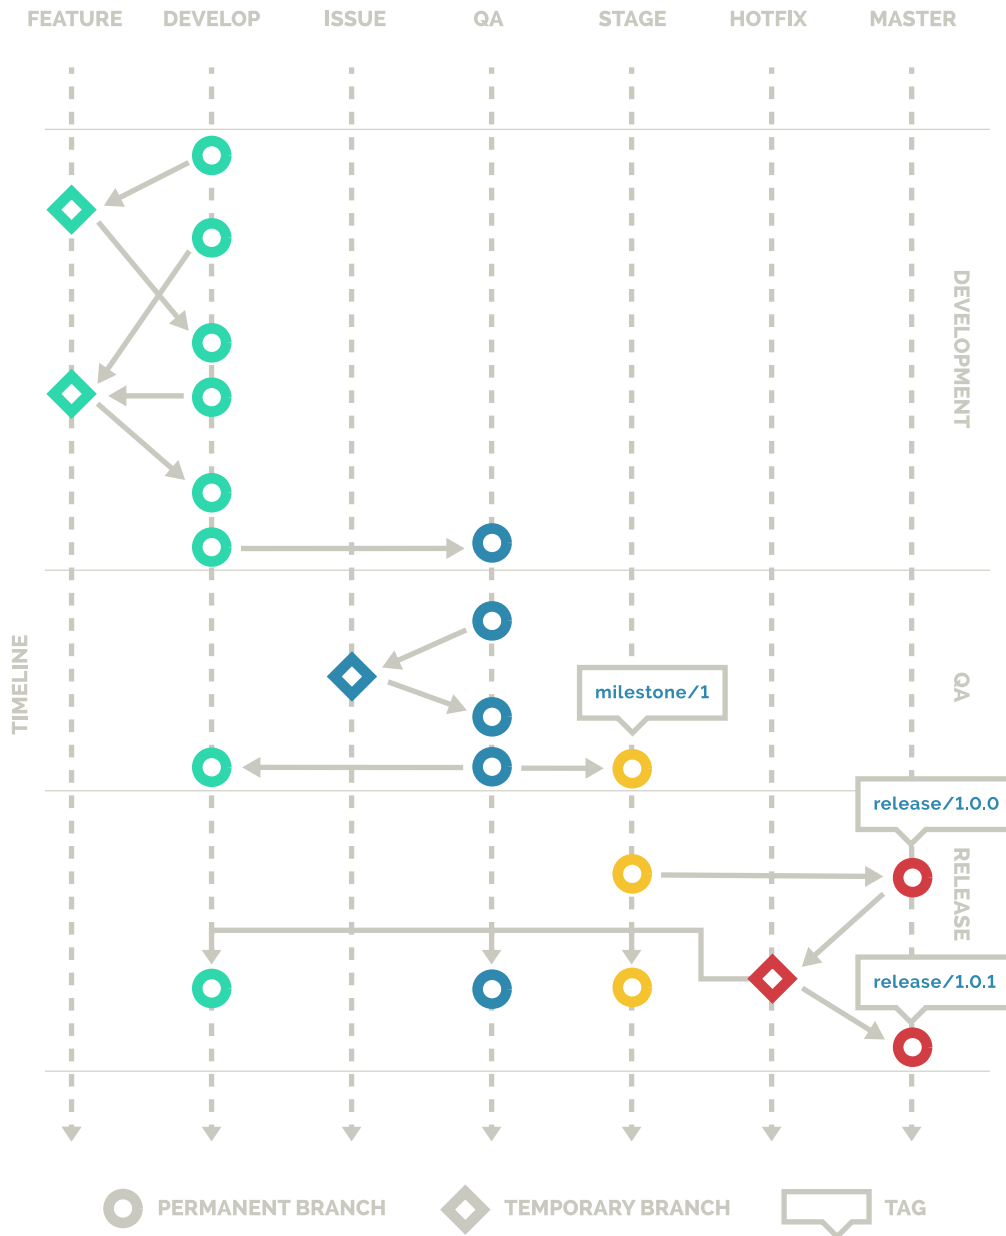 FEATURE DEVELOP ISSUE QA STAGE HOTFIX MASTER
DEVELOPMENT
TIMELINE
QA
milestone/1
release/1.0.0
RELEASE
release/1.0.1
PERMANENT BRANCH TEMPORARY BRANCH TAG